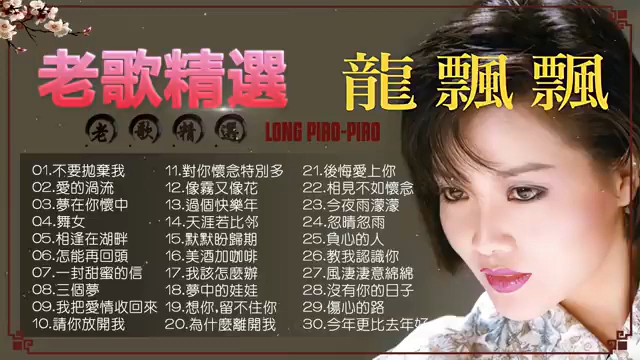 老歌精選
龍飄飄
老歌精選
LONG PIAO-PIAO
01.不要拋棄我
02.愛的渦流
03.夢在你懷中
04.舞女
05.相逢在湖畔
06.怎能再回頭
07.一封甜蜜的信
08.三個夢
09.我把愛情收回來
10.請你放開我
11.對你懷念特別多
12.像霧又像花
13.過個快樂年
14.天涯若比鄰
15.默默盼歸期
16.美酒加咖啡
17.我該怎麼辦
18.夢中的娃娃
19.想你,留不住你
20.為什麼離開我
21.後悔愛上你
22.相見不如懷念
23.今夜雨濛濛
24.忽晴忽雨
25.負心的人
26.教我認識你
27.風淒淒意綿綿
28.沒有你的日子
29.傷心的路
30.今年更比去年好